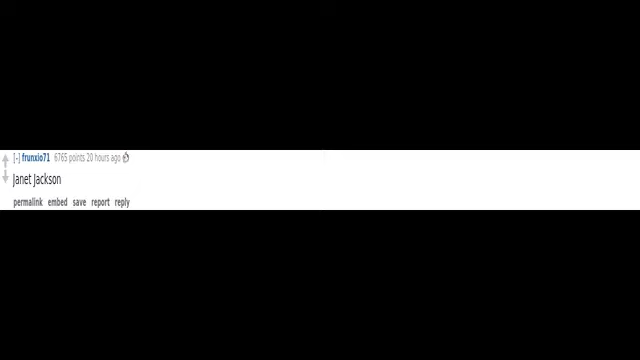 [-] frunxio71 6765 points 20 hours ago
Janet Jackson
permalink embed save report reply